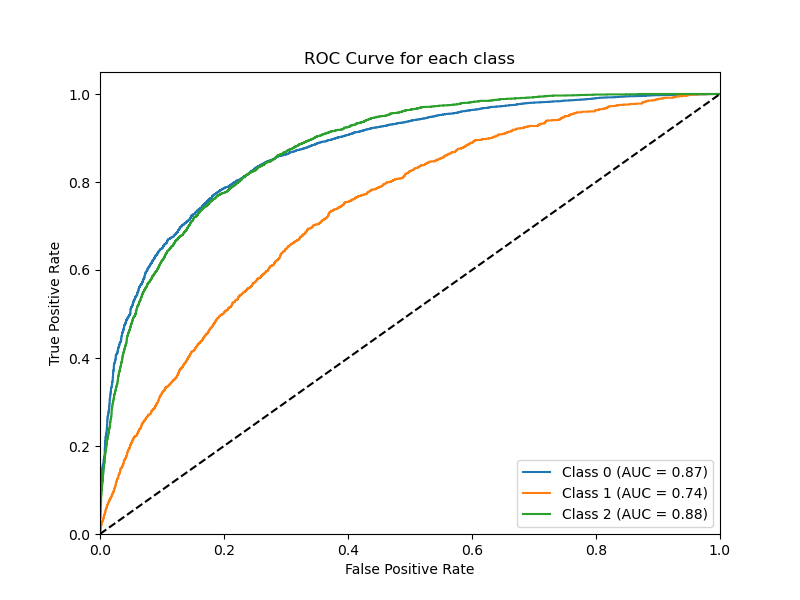 ROC Curve for each class
True Positive Rate
1.0
0.8
0.6
0.4
0.2
0.0
0.0 0.2 0.4 0.6 0.8 1.0
False Positive Rate
Class 0 (AUC = 0.87)
Class 1 (AUC = 0.74)
Class 2 (AUC = 0.88)